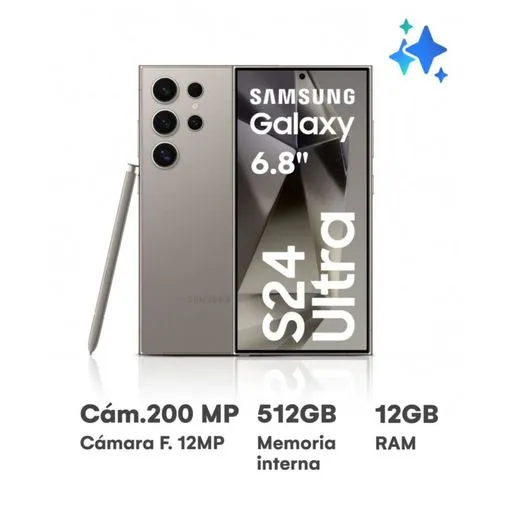 SAMSUNG
Galaxy
6.8"
S24
Ultra
SAMSUNG
Cám.200 MP
Cámara F. 12MP
512GB
Memoria
interna
12GB
RAM